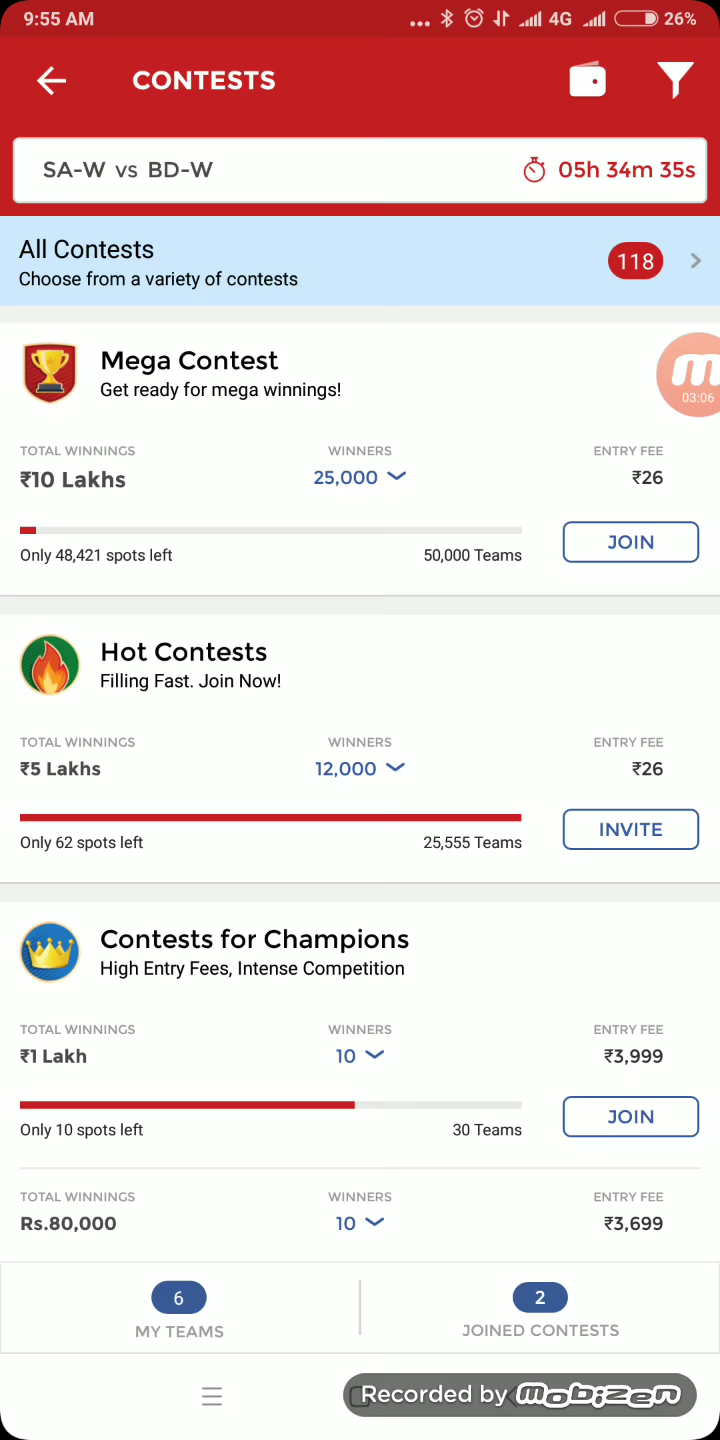 9:55 AM
4G
26%
CONTESTS
SA-W vs BD-W
05h 34m 35s
All Contests
Choose from a variety of contests
118
Mega Contest
Get ready for mega winnings!
03:06
TOTAL WINNINGS WINNERS ENTRY FEE
₹10 Lakhs 25,000 ₹26
Only 48,421 spots left 50,000 Teams
JOIN
Hot Contests
Filling Fast. Join Now!
TOTAL WINNINGS WINNERS ENTRY FEE
₹5 Lakhs 12,000 ₹26
Only 62 spots left 25,555 Teams
INVITE
Contests for Champions
High Entry Fees, Intense Competition
TOTAL WINNINGS WINNERS ENTRY FEE
₹1 Lakh 10 ₹3,999
Only 10 spots left 30 Teams
JOIN
TOTAL WINNINGS WINNERS ENTRY FEE
Rs.80,000 10 ₹3,699
6 2
MY TEAMS JOINED CONTESTS
Recorded by mobizen